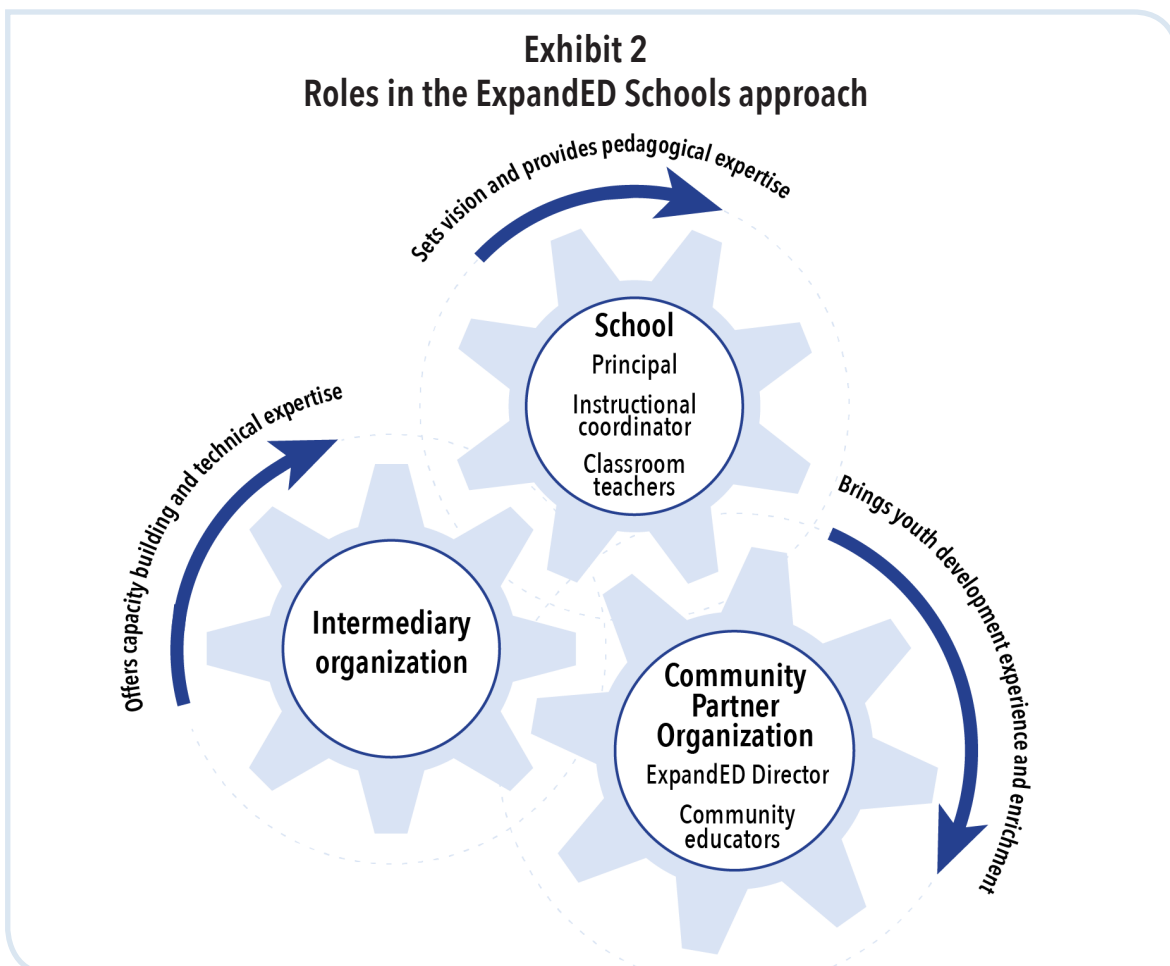 Exhibit 2
Roles in the ExpandED Schools approach
Sets vision and provides pedagogical expertise
School
Principal
Instructional
coordinator
Classroom
teachers
Offers capacity building and technical expertise
Intermediary
organization
Brings youth development experience and enrichment
Community
Partner
Organization
ExpandED Director
Community
educators